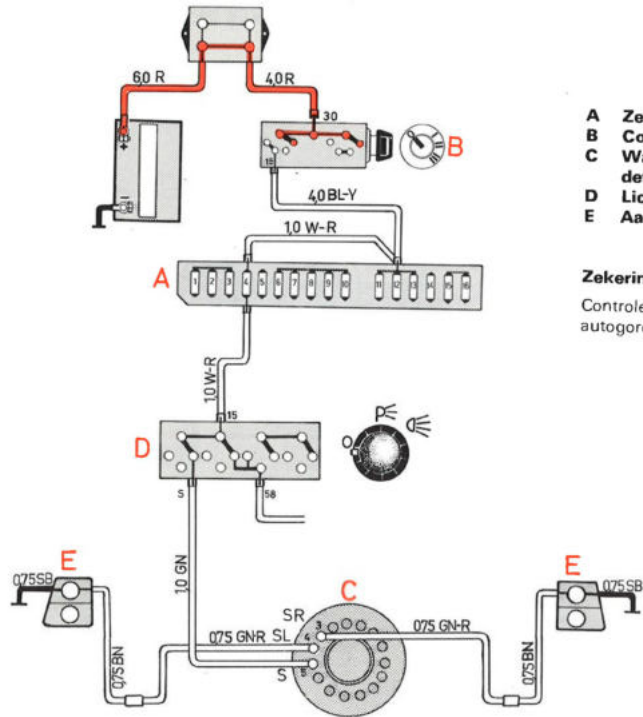 6,0 R
4,0 R
30
B
15
+
−
4,0 BL-Y
1,0 W-R
A
1 2 3 4 5 6 7 8 9 10 11 12 13 14 15 16
1,0 W-R
15
D
O
P
S
58
1,0 GN
E
0,75 SB
C
E
0,75 SB
SR
3
0,75 GN-R
SL
4
0,75 GN-R
S
5
0,75 BN
0,75 BN
A
B
C
D
E
Zekerin
Controle